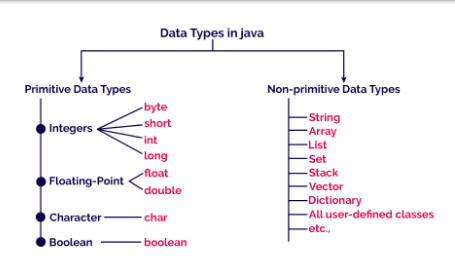 Data Types in java
Primitive Data Types
Integers
byte
short
int
long
Floating-Point
float
double
Character
char
Boolean
boolean
Non-primitive Data Types
String
Array
List
Set
Stack
Vector
Dictionary
All user-defined classes
etc.,